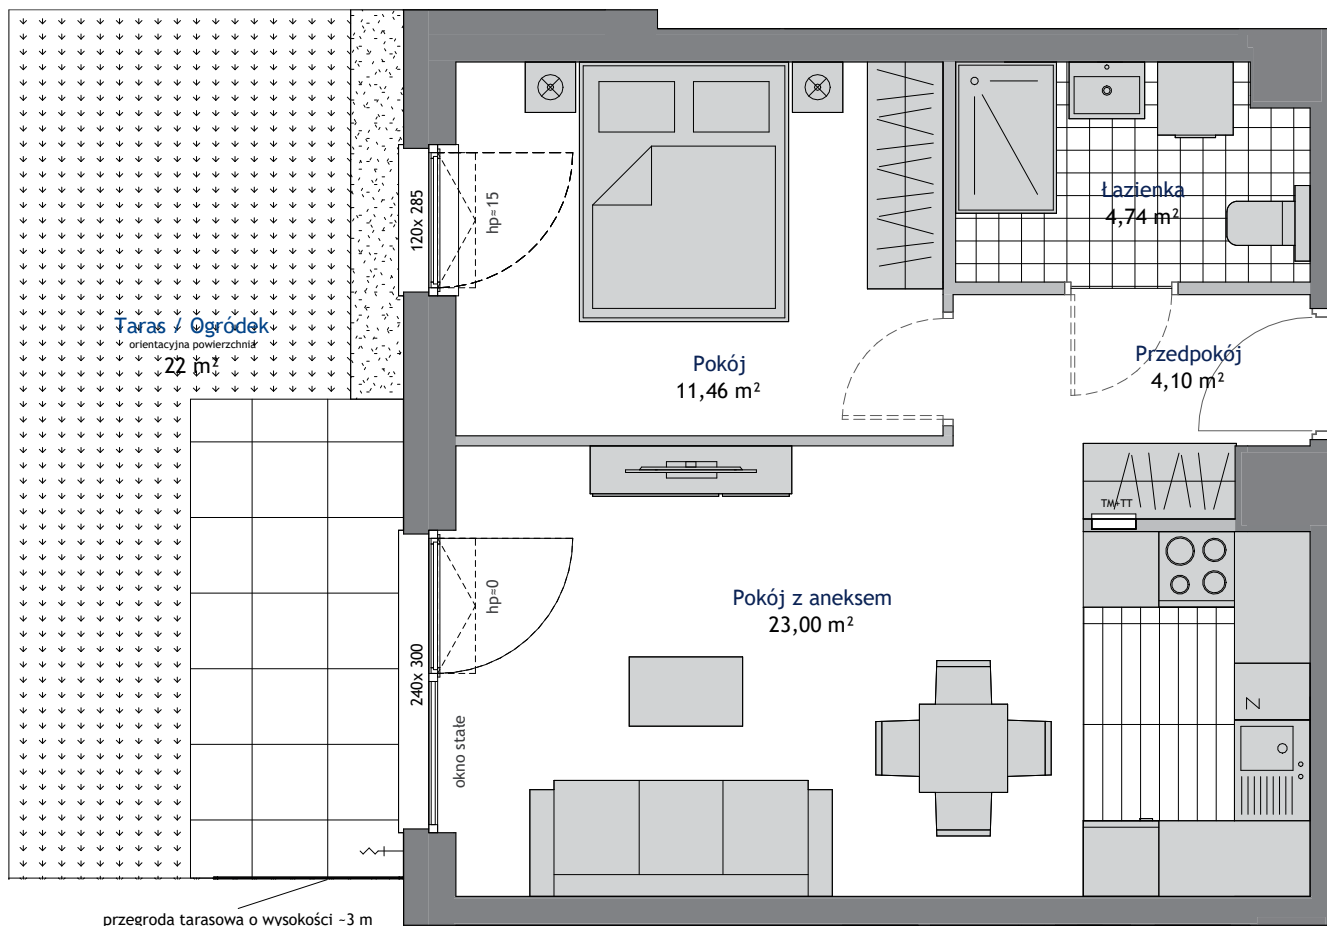 Łazienka
4,74 m²
120x 285
hp=15
Taras / Ogródek
orientacyjna powierzchnia
22 m²
Pokój
11,46 m²
Przedpokój
4,10 m²
TM+TT
hp=0
Pokój z aneksem
23,00 m²
240x 300
okno stałe
Z
przegroda tarasowa o wysokości ~3 m